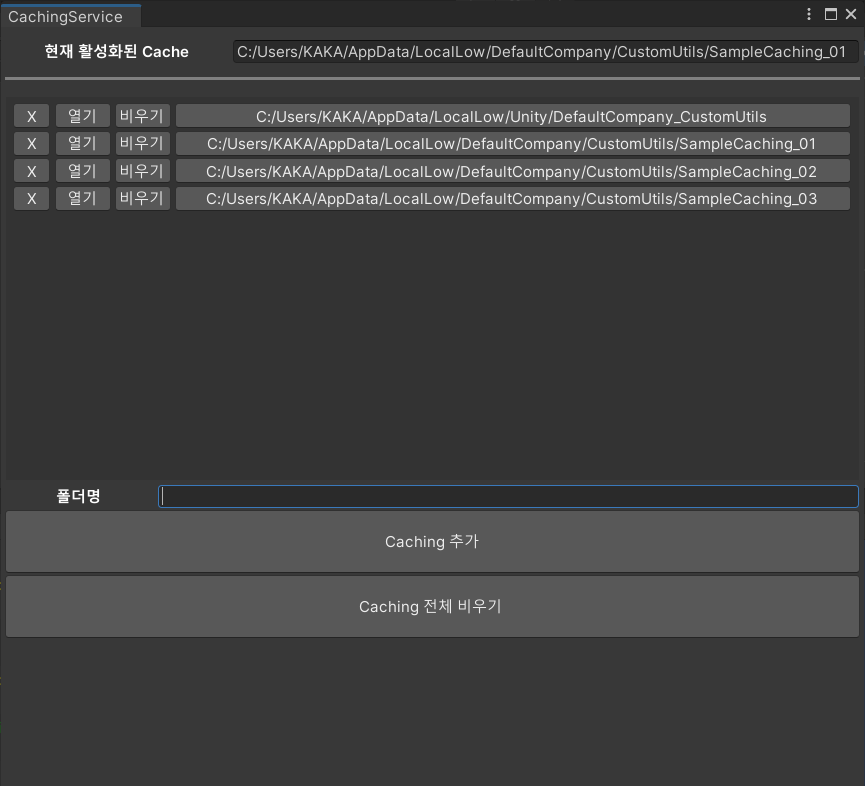 CachingService
현재 활성화된 Cache C:/Users/KAKA/AppData/LocalLow/DefaultCompany/CustomUtils/SampleCaching_01
X 열기 비우기 C:/Users/KAKA/AppData/LocalLow/Unity/DefaultCompany_CustomUtils
X 열기 비우기 C:/Users/KAKA/AppData/LocalLow/DefaultCompany/CustomUtils/SampleCaching_01
X 열기 비우기 C:/Users/KAKA/AppData/LocalLow/DefaultCompany/CustomUtils/SampleCaching_02
X 열기 비우기 C:/Users/KAKA/AppData/LocalLow/DefaultCompany/CustomUtils/SampleCaching_03
폴더명
Caching 추가
Caching 전체 비우기